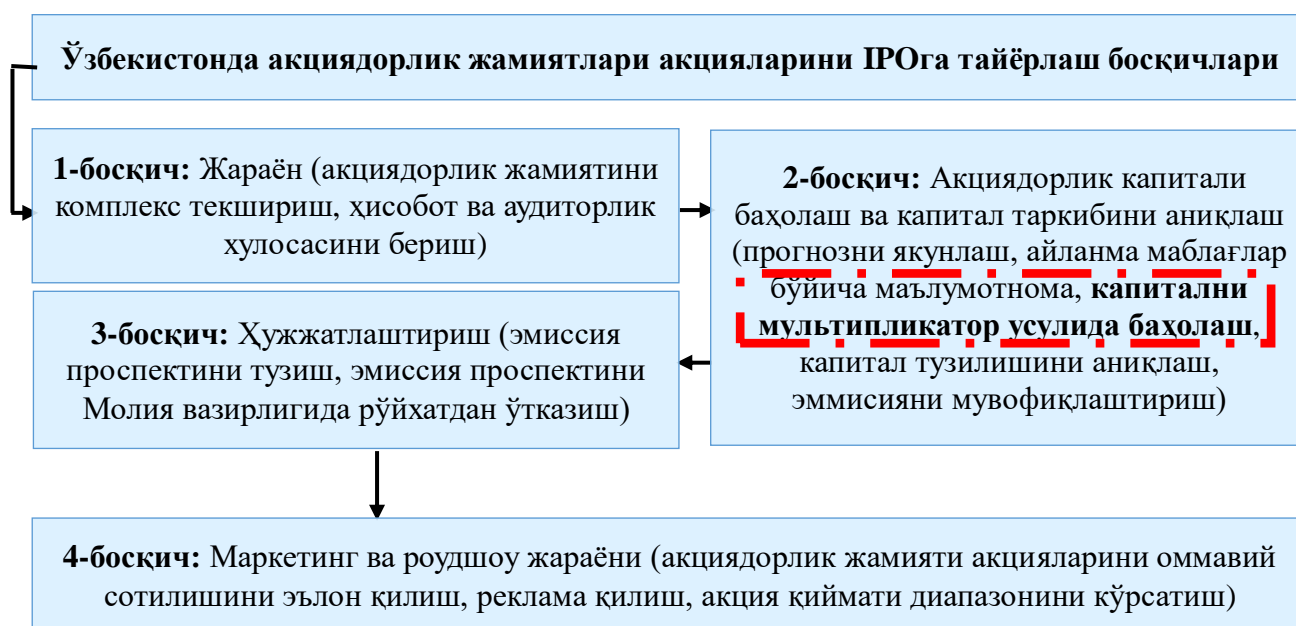 Ўзбекистонда акциядорлик жамиятлари акцияларини IPOга тайёрлаш босқичлари
1-босқич: Жараён (акциядорлик жамиятини
комплекс текшириш, ҳисобот ва аудиторлик
хулосасини бериш)
2-босқич: Акциядорлик капитали
баҳолаш ва капитал таркибини аниқлаш
(прогнозни якунлаш, айланма маблағлар
бўйича маълумотнома, капитални
мультипликатор усулида баҳолаш,
капитал тузилишини аниқлаш,
эммисияни мувофиқлаштириш)
3-босқич: Ҳужжатлаштириш (эмиссия
проспектини тузиш, эмиссия проспектини
Молия вазирлигида рўйхатдан ўтказиш)
4-босқич: Маркетинг ва роудшоу жараёни (акциядорлик жамияти акцияларини оммавий
сотилишини эълон қилиш, реклама қилиш, акция қиймати диапазонини кўрсатиш)